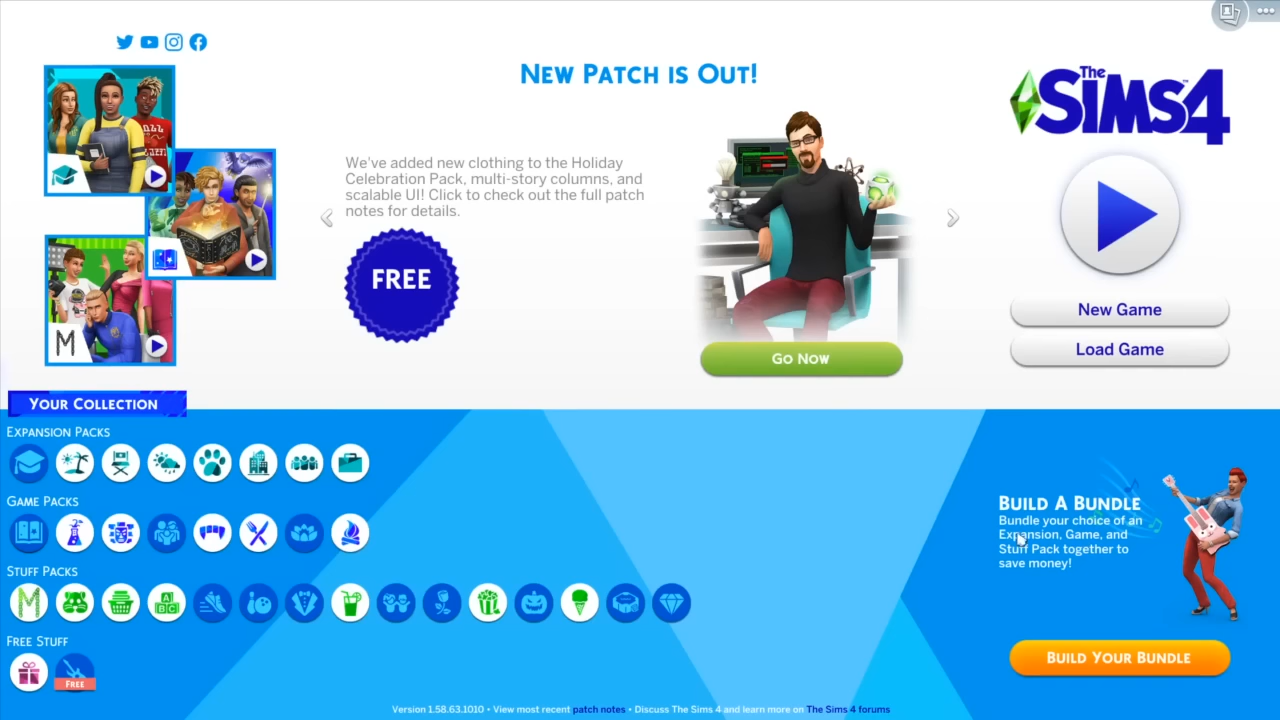 NEW PATCH IS OUT!
The
SiMS4
We've added new clothing to the Holiday
Celebration Pack, multi-story columns, and
scalable UI! Click to check out the full patch
notes for details.
FREE
M
GO NOW
New Game
Load Game
YOUR COLLECTION
EXPANSION PACKS
GAME PACKS
STUFF PACKS
M
A
B C
FREE STUFF
FREE
BUILD A BUNDLE
Bundle your choice of an
Expansion, Game, and
Stuff Pack together to
save money!
BUILD YOUR BUNDLE
Version 1.58.63.1010 • View most recent patch notes • Discuss The Sims 4 and learn more on The Sims 4 forums